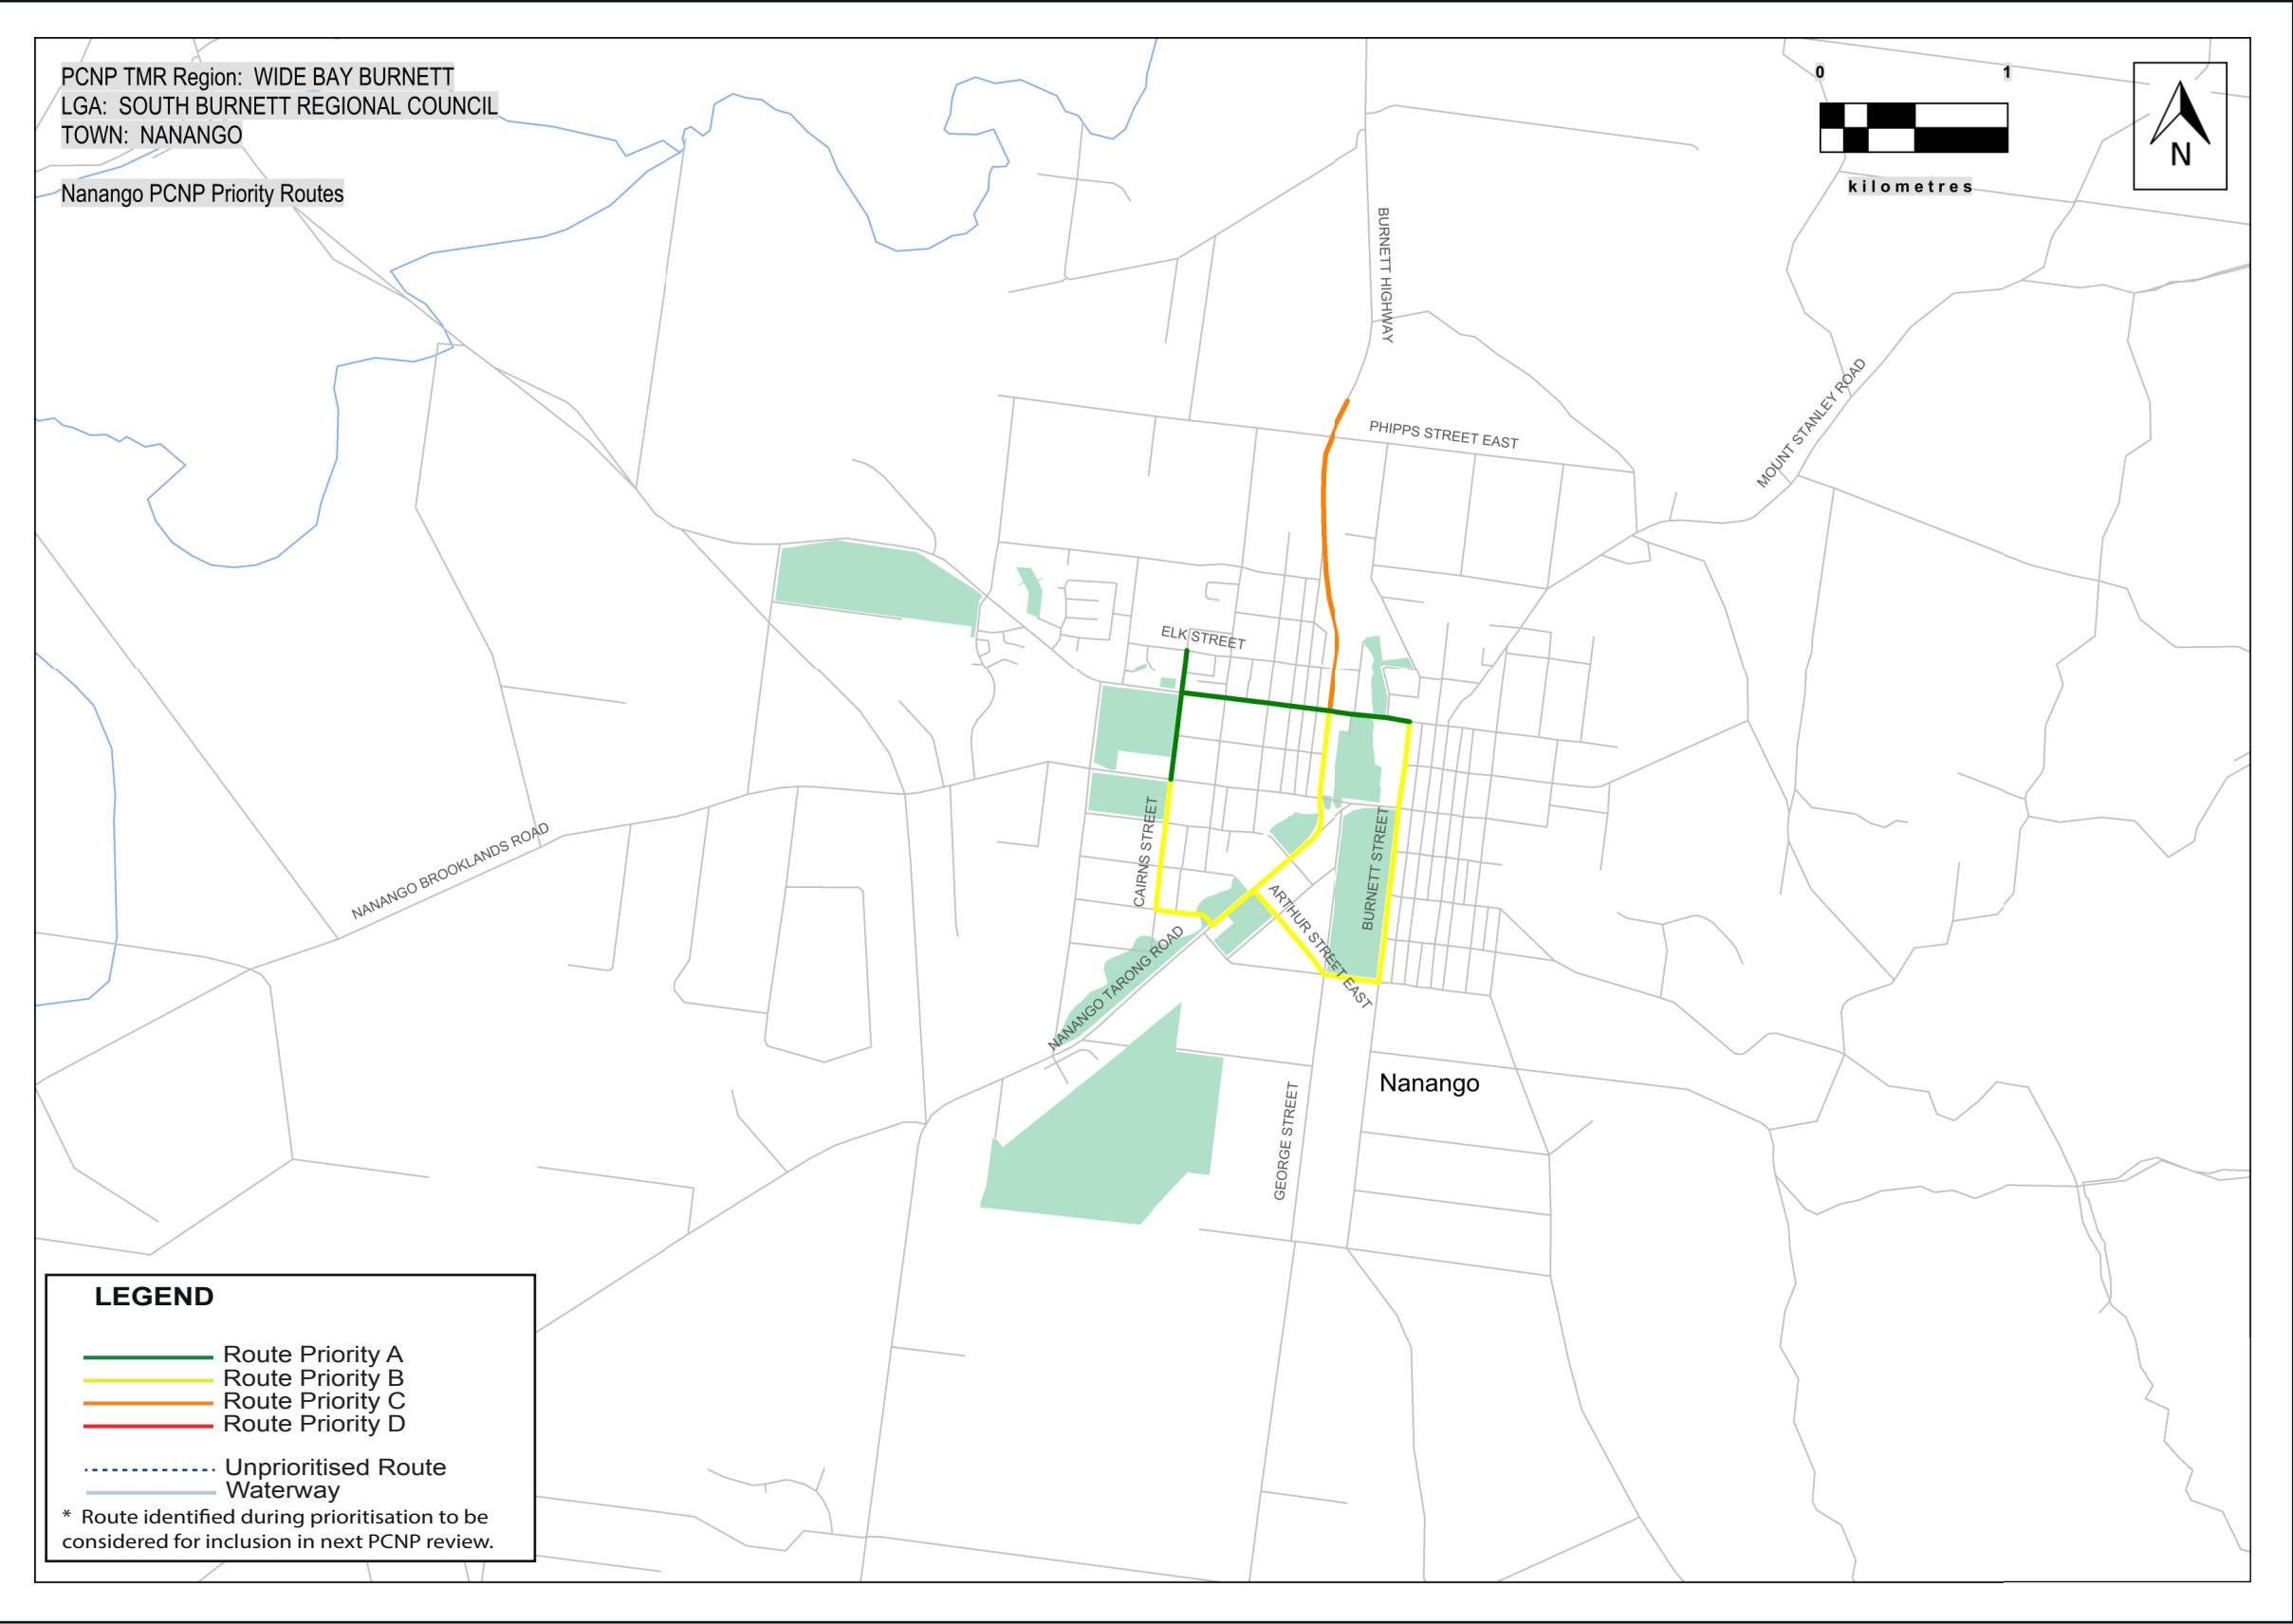 PCNP TMR Region:  WIDE BAY BURNETT
LGA:  SOUTH BURNETT REGIONAL COUNCIL
TOWN:  NANANGO
Nanango PCNP Priority Routes
0 1
kilometres
N
BURNETT HIGHWAY
PHIPPS STREET EAST
MOUNT STANLEY ROAD
ELK STREET
CAIRNS STREET
BURNETT STREET
ARTHUR STREET EAST
NANANGO BROOKLANDS ROAD
NANANGO TARONG ROAD
GEORGE STREET
Nanango
LEGEND
Route Priority A
Route Priority B
Route Priority C
Route Priority D
Unprioritised Route
Waterway
* Route identified during prioritisation to be
considered for inclusion in next PCNP review.